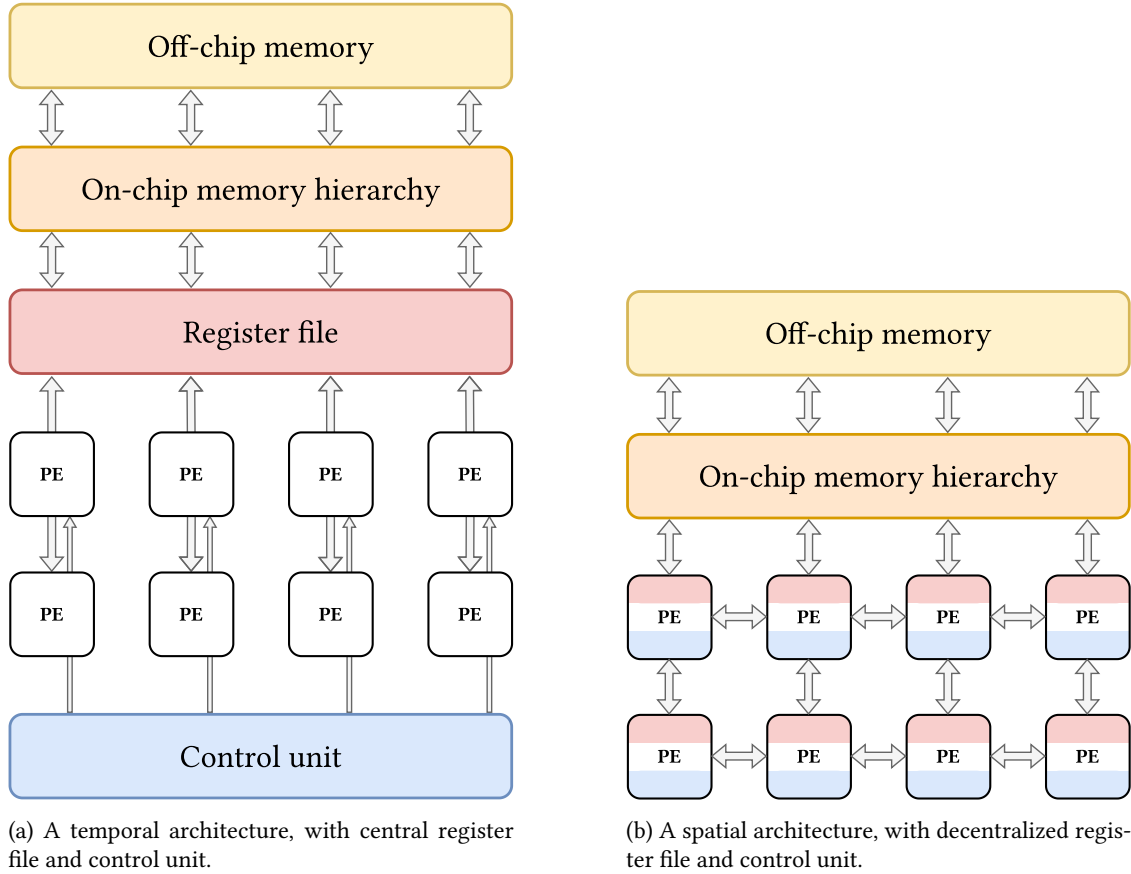 Off-chip memory
On-chip memory hierarchy
Register file
PE PE PE PE
PE PE PE PE
Control unit
(a) A temporal architecture, with central register
file and control unit.
Off-chip memory
On-chip memory hierarchy
PE PE PE PE
PE PE PE PE
(b) A spatial architecture, with decentralized regis-
ter file and control unit.